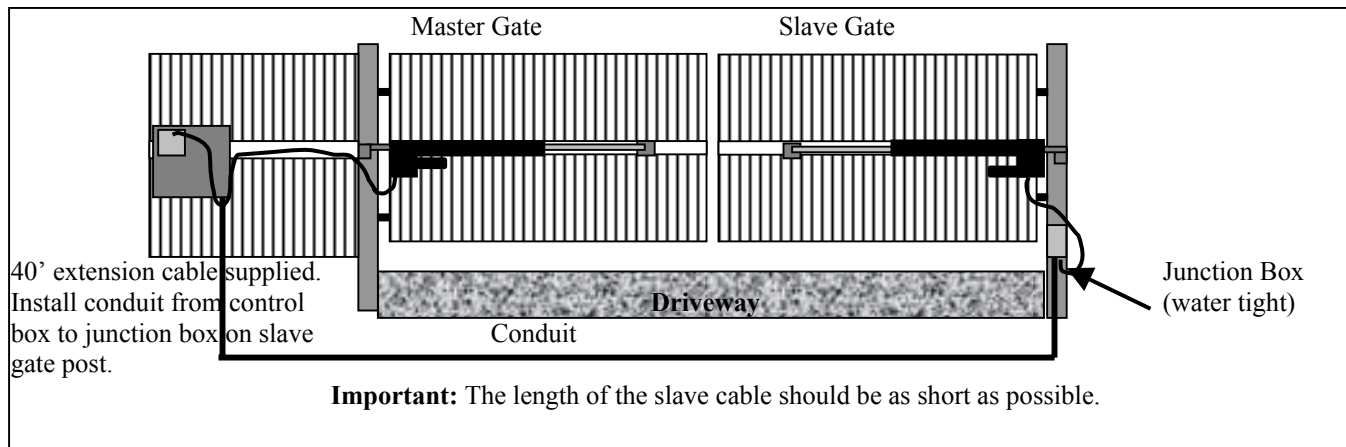 Master Gate
Slave Gate
40’ extension cable supplied.
Install conduit from control
box to junction box on slave
gate post.
Driveway
Conduit
Junction Box
(water tight)
Important: The length of the slave cable should be as short as possible.